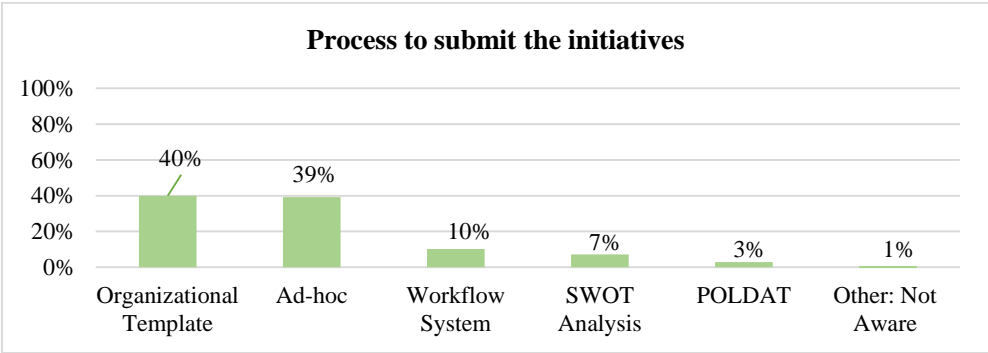 Process to submit the initiatives
100%
80%
60%
40%
20%
0%
40%
39%
10%
7%
3%
1%
Organizational
Template
Ad-hoc
Workflow
System
SWOT
Analysis
POLDAT
Other: Not
Aware